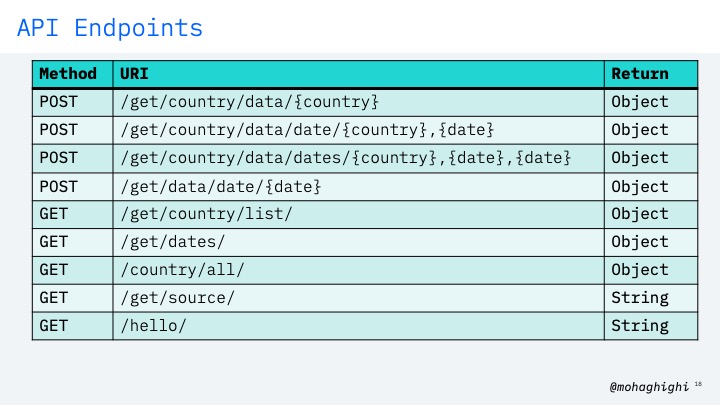 API Endpoints
Method URI Return
POST /get/country/data/{country} Object
POST /get/country/data/date/{country},{date} Object
POST /get/country/data/dates/{country},{date},{date} Object
POST /get/data/date/{date} Object
GET /get/country/list/ Object
GET /get/dates/ Object
GET /country/all/ Object
GET /get/source/ String
GET /hello/ String
@mohaghighi 18